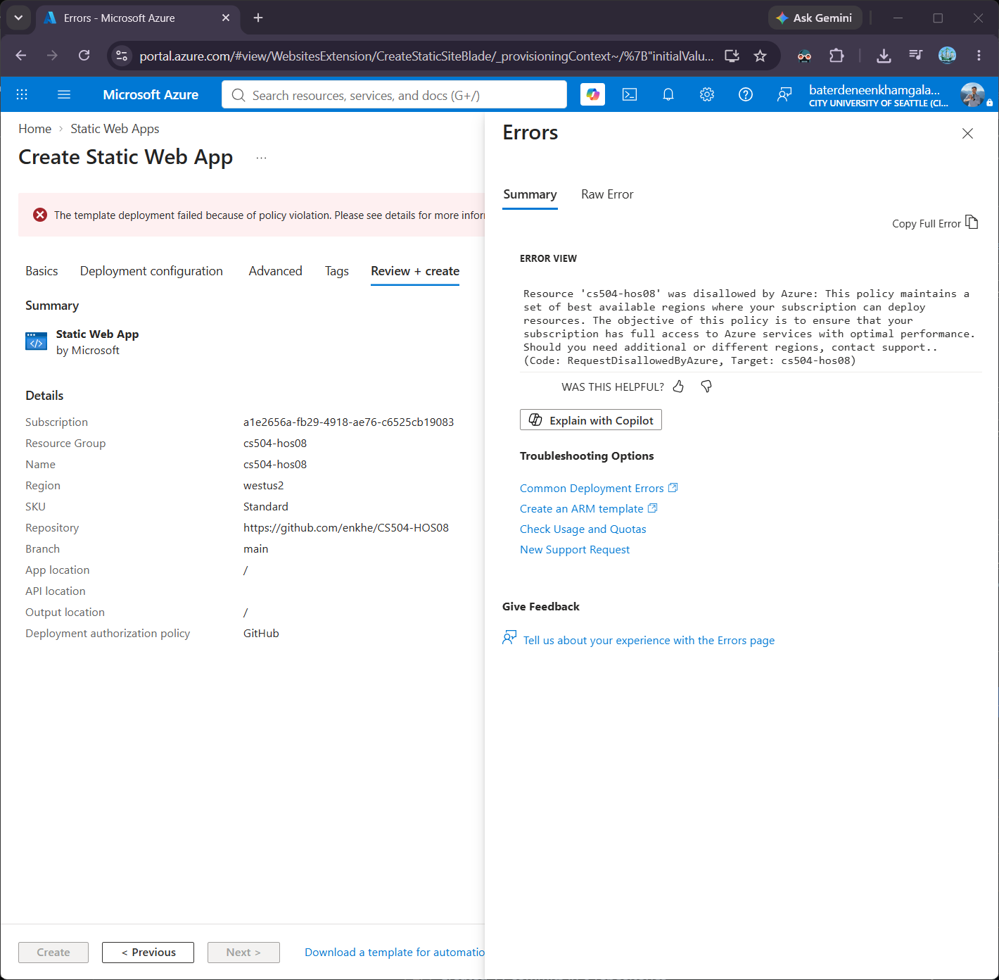 Errors - Microsoft Azure
Ask Gemini
portal.azure.com/#view/WebsitesExtension/CreateStaticSiteBlade/_provisioningContext~/%7B"initialValu...
Microsoft Azure
Search resources, services, and docs (G+/)
baterdeneenkhamgala...
CITY UNIVERSITY OF SEATTLE (CI...
Home > Static Web Apps
Create Static Web App
...
The template deployment failed because of policy violation. Please see details for more infor
Basics
Deployment configuration
Advanced
Tags
Review + create
Summary
Static Web App
by Microsoft
Details
Subscription a1e2656a-fb29-4918-ae76-c6525cb19083
Resource Group cs504-hos08
Name cs504-hos08
Region westus2
SKU Standard
Repository https://github.com/enkhe/CS504-HOS08
Branch main
App location /
API location
Output location /
Deployment authorization policy GitHub
Create
< Previous
Next >
Download a template for automatio
Errors
Summary
Raw Error
Copy Full Error
ERROR VIEW
Resource 'cs504-hos08' was disallowed by Azure: This policy maintains a
set of best available regions where your subscription can deploy
resources. The objective of this policy is to ensure that your
subscription has full access to Azure services with optimal performance.
Should you need additional or different regions, contact support..
(Code: RequestDisallowedByAzure, Target: cs504-hos08)
WAS THIS HELPFUL?
Explain with Copilot
Troubleshooting Options
Common Deployment Errors
Create an ARM template
Check Usage and Quotas
New Support Request
Give Feedback
Tell us about your experience with the Errors page